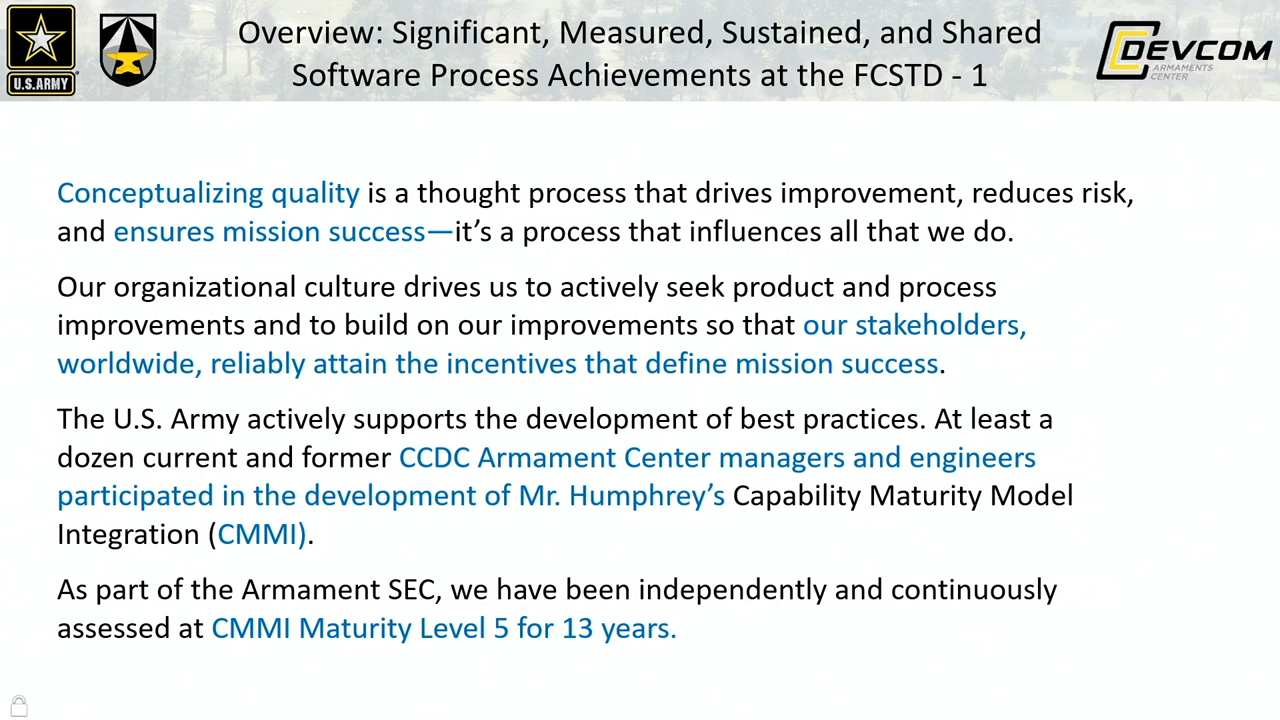 Overview: Significant, Measured, Sustained, and Shared
Software Process Achievements at the FCSTD - 1
U.S. ARMY
DEVCOM
ARMAMENTS
CENTER
Conceptualizing quality is a thought process that drives improvement, reduces risk,
and ensures mission success—it’s a process that influences all that we do.
Our organizational culture drives us to actively seek product and process
improvements and to build on our improvements so that our stakeholders,
worldwide, reliably attain the incentives that define mission success.
The U.S. Army actively supports the development of best practices. At least a
dozen current and former CCDC Armament Center managers and engineers
participated in the development of Mr. Humphrey’s Capability Maturity Model
Integration (CMMI).
As part of the Armament SEC, we have been independently and continuously
assessed at CMMI Maturity Level 5 for 13 years.